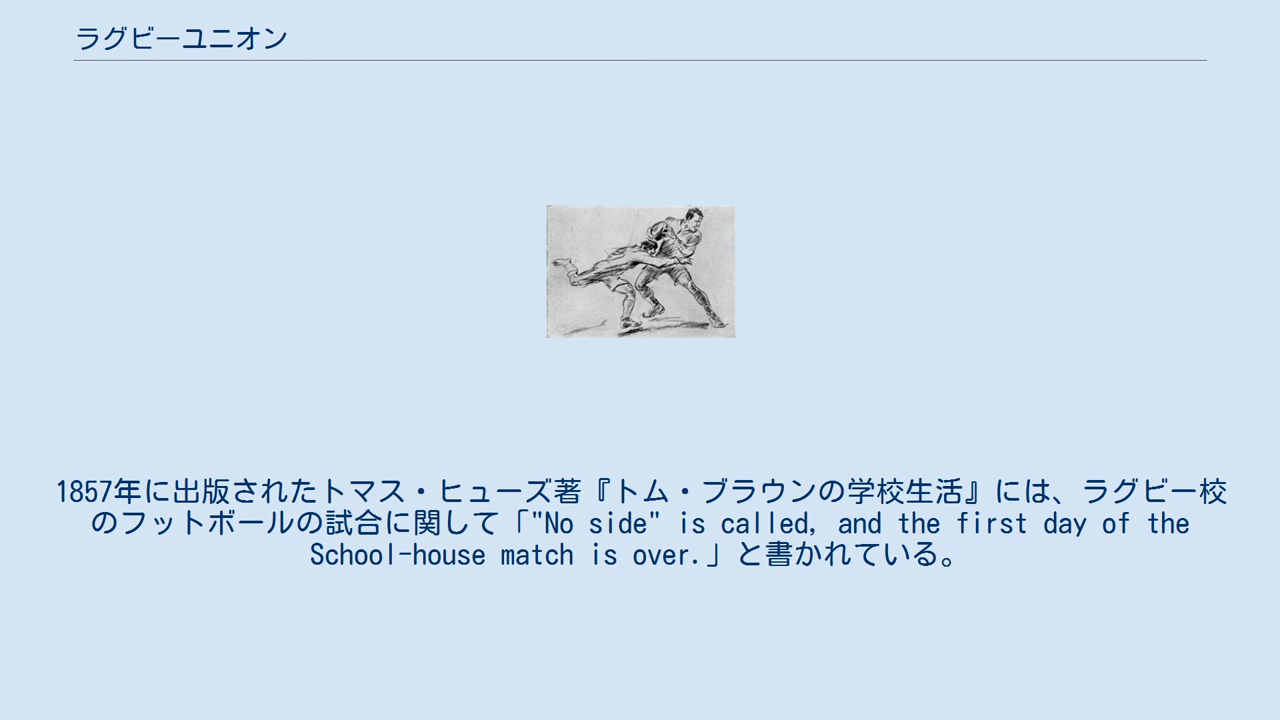 ラグビーユニオン
1857年に出版されたトマス・ヒューズ著『トム・ブラウンの学校生活』には、ラグビー校
のフットボールの試合に関して「"No side" is called, and the first day of the
School-house match is over.」と書かれている。